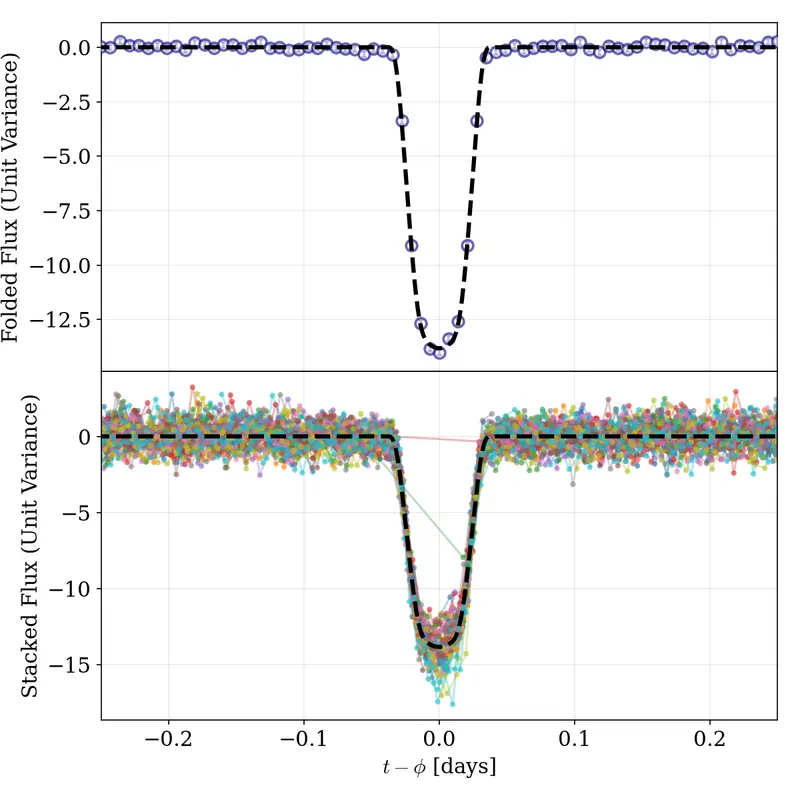 Folded Flux (Unit Variance)
0.0
−2.5
−5.0
−7.5
−10.0
−12.5
Stacked Flux (Unit Variance)
0
−5
−10
−15
−0.2 −0.1 0.0 0.1 0.2
t − ϕ [days]